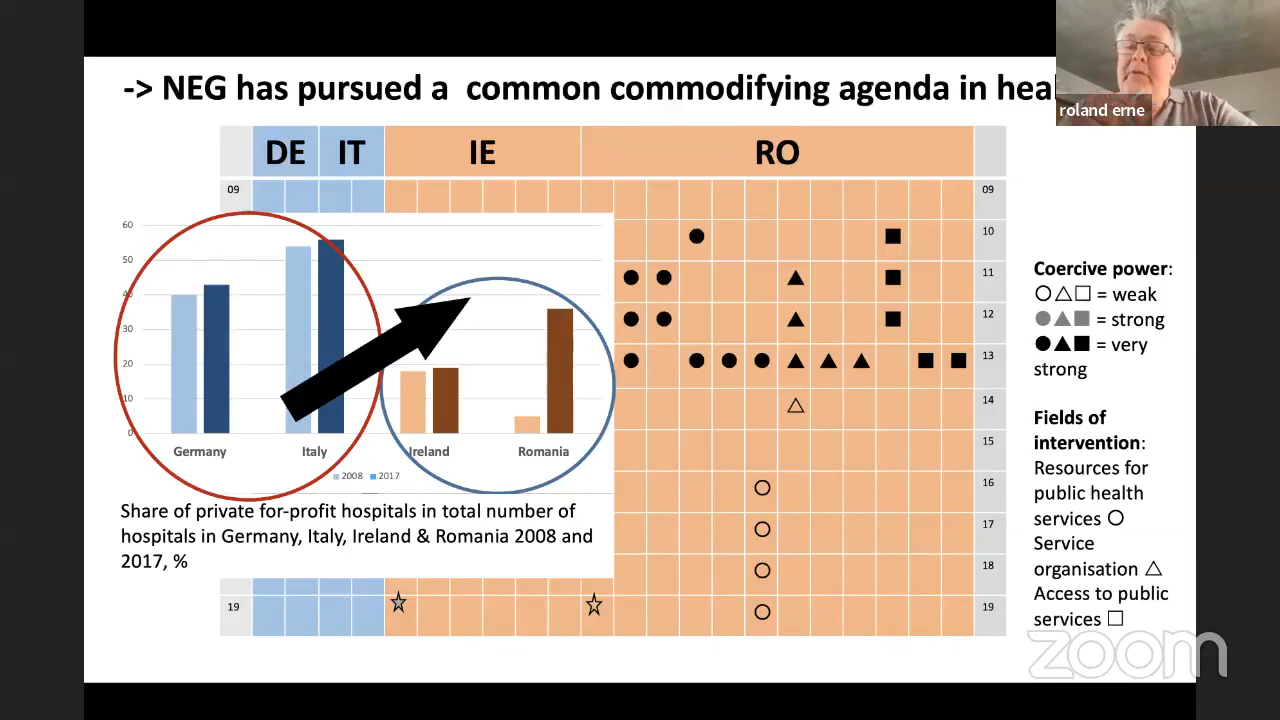 -> NEG has pursued a common commodifying agenda in hea
roland erne
DE IT IE RO
09 09
10
11
12
13
14
15
16
17
18
19 19
60
50
40
30
20
10
0
Germany Italy Ireland Romania
2008 2017
Share of private for-profit hospitals in total number of
hospitals in Germany, Italy, Ireland & Romania 2008 and
2017, %
Coercive power:
= weak
= strong
= very
strong
Fields of
intervention:
Resources for
public health
services
Service
organisation
Access to public
services
zoom